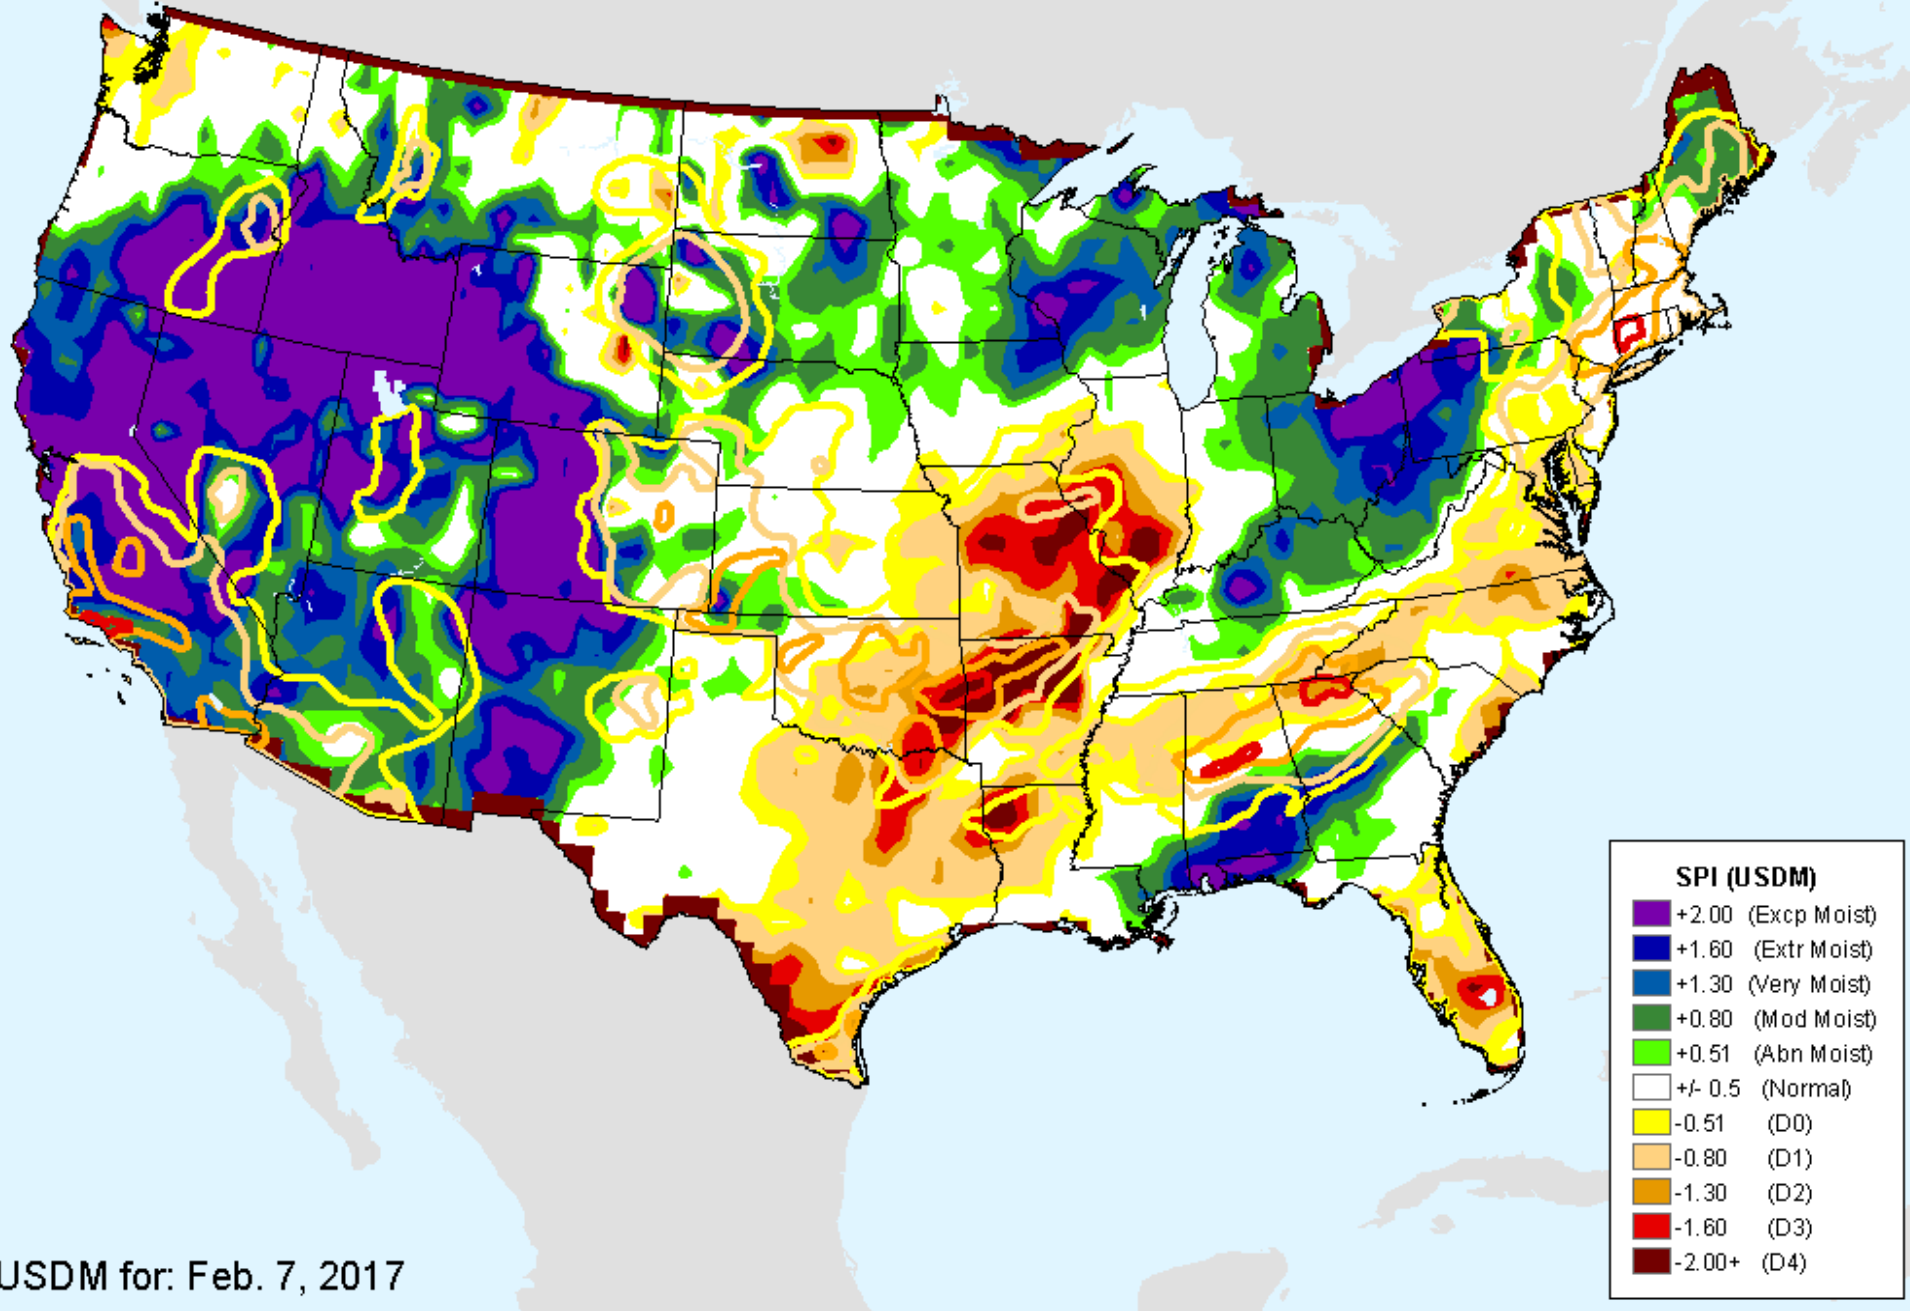 SPI (USDM)
+2.00 (Excp Moist)
+1.60 (Extr Moist)
+1.30 (Very Moist)
+0.80 (Mod Moist)
+0.51 (Abn Moist)
+/- 0.5 (Normal)
-0.51 (D0)
-0.80 (D1)
-1.30 (D2)
-1.60 (D3)
-2.00+ (D4)
USDM for: Feb. 7, 2017